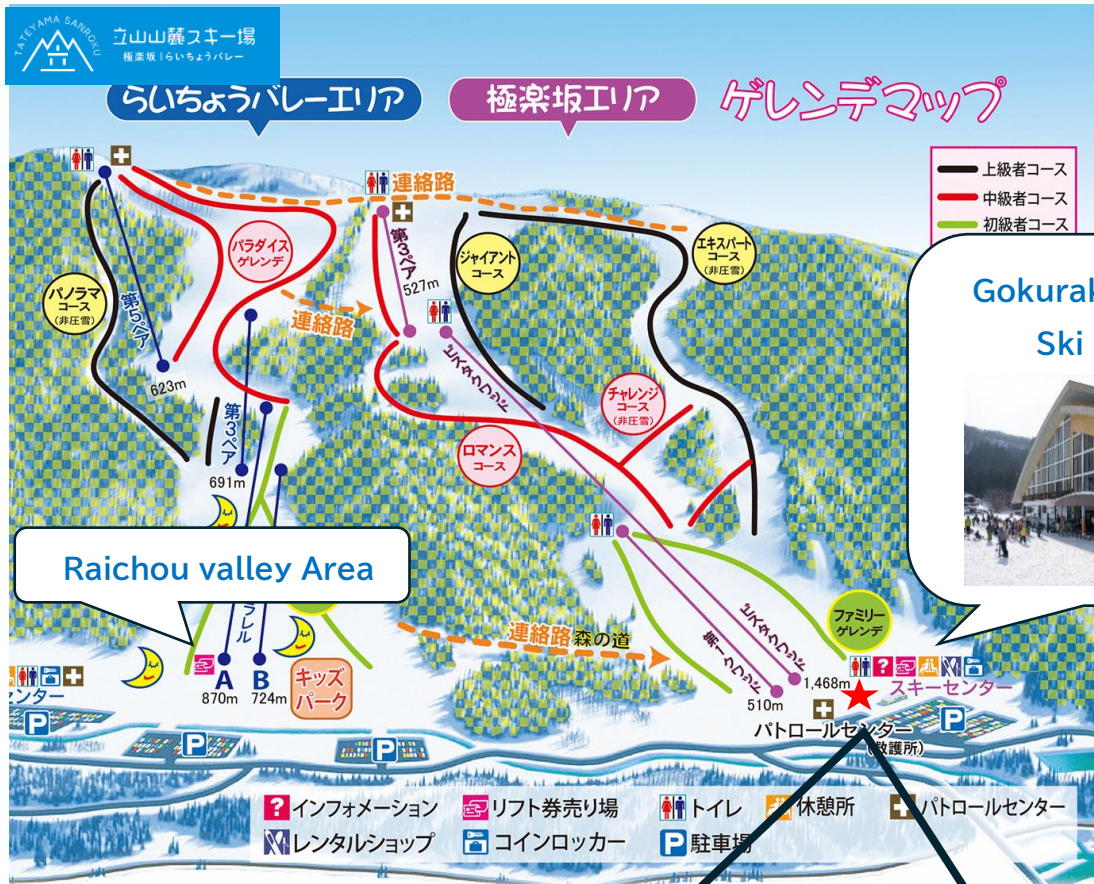 TATEYAMA SANROKU
立山山麓スキー場
極楽坂|らいちょうバレー
らいちょうバレーエリア
極楽坂エリア
ゲレンデマップ
上級者コース
中級者コース
初級者コース
連絡路
パラダイス
ゲレンデ
第3ペア
527m
ジャイアント
コース
エキスパート
コース
(非圧雪)
パノラマ
コース
(非圧雪)
第5ペア
623m
連絡路
ビスタクワッド
チャレンジ
コース
(非圧雪)
第3ペア
691m
ロマンス
コース
Gokurak
Ski
Raichou valley Area
ラレル
A
870m
B
724m
キッズ
パーク
連絡路 森の道
第一クワッド
510m
ビスタクワッド
1,468m
ファミリー
ゲレンデ
スキーセンター
パトロールセンター
(救護所)
センター
P
P
P
P
?インフォメーション
リフト券売り場
トイレ
休憩所
パトロールセンター
レンタルショップ
コインロッカー
P駐車場